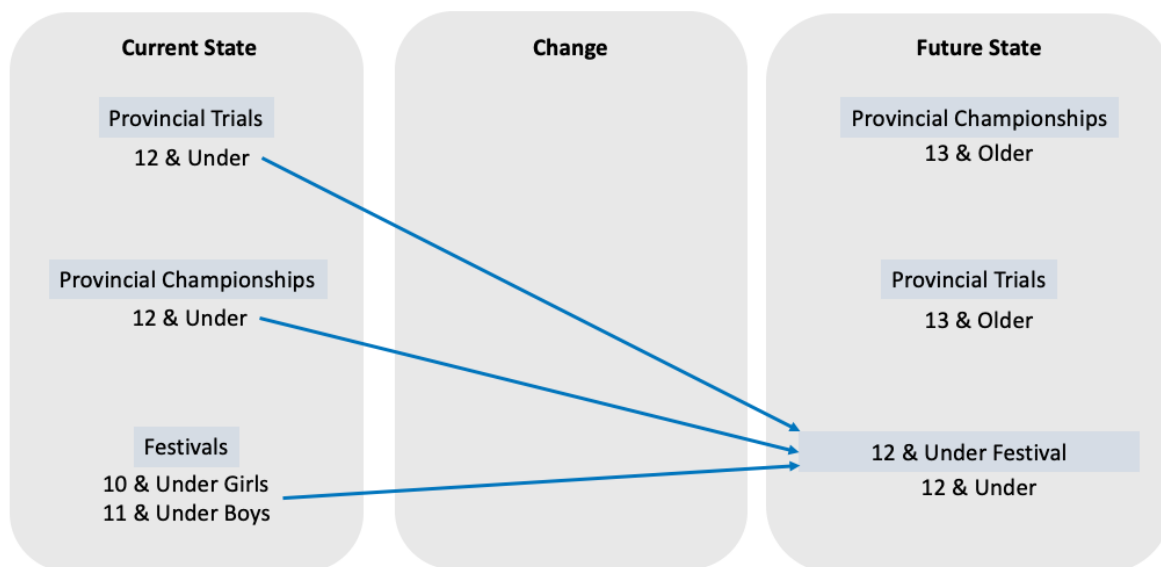 Current State
Provincial Trials
12 & Under
Provincial Championships
12 & Under
Festivals
10 & Under Girls
11 & Under Boys
Change
Future State
Provincial Championships
13 & Older
Provincial Trials
13 & Older
12 & Under Festival
12 & Under